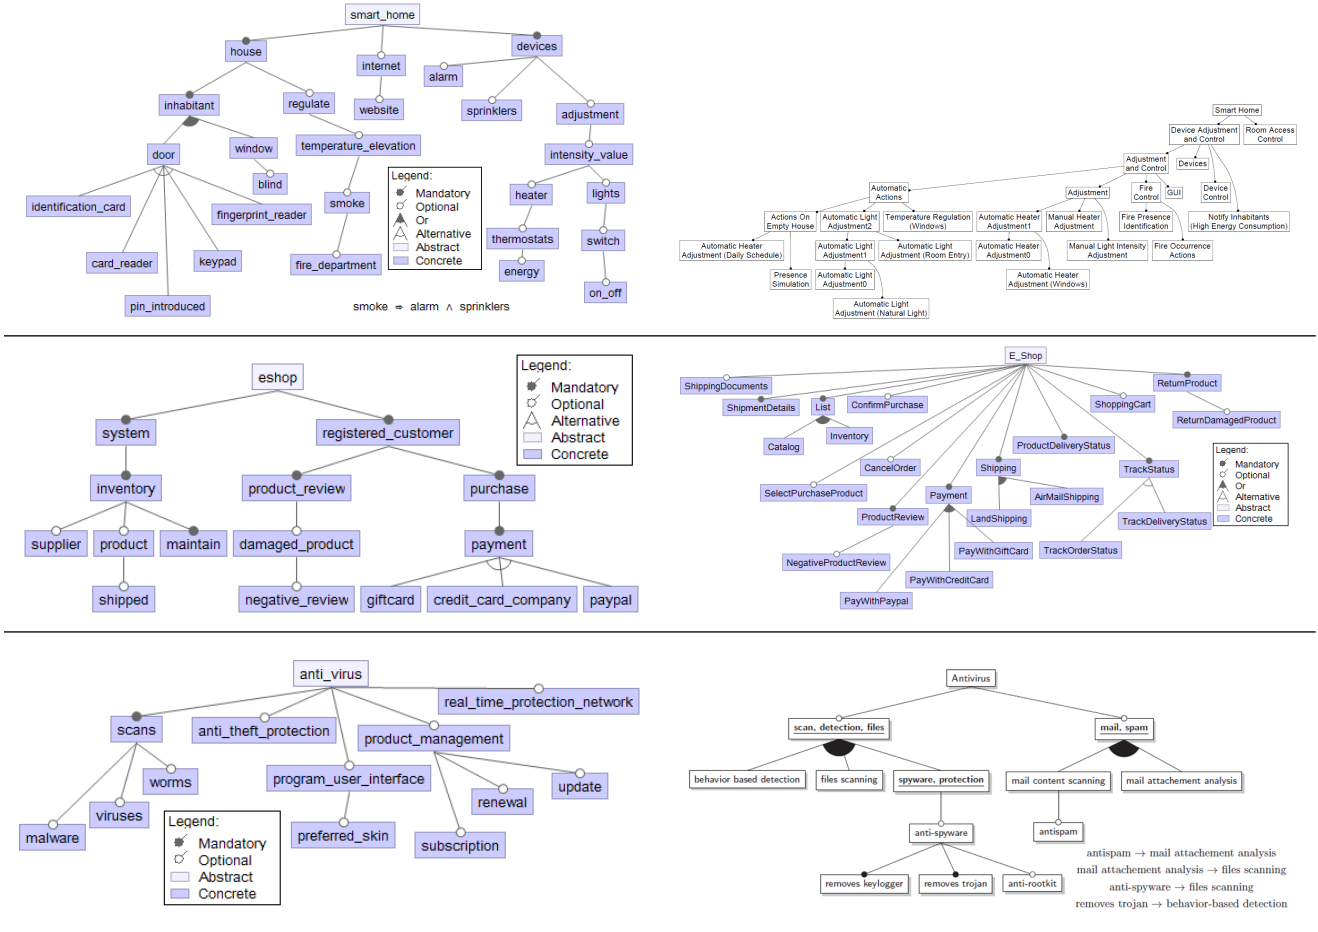 smart_home
house
internet
devices
alarm
inhabitant
regulate
website
sprinklers
adjustment
door
window
temperature_elevation
intensity_value
blind
identification_card
fingerprint_reader
smoke
heater
lights
card_reader
keypad
fire_department
thermostats
switch
energy
pin_introduced
on_off
Legend:
Mandatory
Optional
Or
Alternative
Abstract
Concrete
smoke ⇒ alarm ∧ sprinklers
Smart Home
Device Adjustment
and Control
Room Access
Control
Adjustment
and Control
Devices
Automatic
Actions
Adjustment
Fire
Control
GUI
Device
Control
Actions On
Empty House
Automatic Light
Adjustment2
Temperature Regulation
(Windows)
Automatic Heater
Adjustment1
Manual Heater
Adjustment
Fire Presence
Identification
Notify Inhabitants
(High Energy Consumption)
Automatic Heater
Adjustment (Daily Schedule)
Automatic Light
Adjustment1
Automatic Light
Adjustment (Room Entry)
Automatic Heater
Adjustment0
Manual Light Intensity
Adjustment
Fire Occurrence
Actions
Presence
Simulation
Automatic Light
Adjustment0
Automatic Heater
Adjustment (Windows)
Automatic Light
Adjustment (Natural Light)
eshop
system
registered_customer
inventory
product_review
purchase
supplier
product
maintain
damaged_product
payment
shipped
negative_review
giftcard
credit_card_company
paypal
Legend:
Mandatory
Optional
Alternative
Abstract
Concrete
E_Shop
ShippingDocuments
ShipmentDetails
List
ConfirmPurchase
ShoppingCart
ReturnProduct
ReturnDamagedProduct
Catalog
Inventory
ProductDeliveryStatus
CancelOrder
Shipping
TrackStatus
SelectPurchaseProduct
Payment
AirMailShipping
ProductReview
LandShipping
TrackDeliveryStatus
NegativeProductReview
PayWithGiftCard
TrackOrderStatus
PayWithCreditCard
PayWithPaypal
Legend:
Mandatory
Optional
Or
Alternative
Abstract
Concrete
anti_virus
real_time_protection_network
scans
anti_theft_protection
product_management
worms
program_user_interface
update
viruses
renewal
malware
preferred_skin
subscription
Legend:
Mandatory
Optional
Abstract
Concrete
Antivirus
scan, detection, files
mail, spam
behavior based detection
files scanning
spyware, protection
mail content scanning
mail attachement analysis
anti-spyware
antispam
removes keylogger
removes trojan
anti-rootkit
antispam → mail attachement analysis
mail attachement analysis → files scanning
anti-spyware → files scanning
removes trojan → behavior-based detection